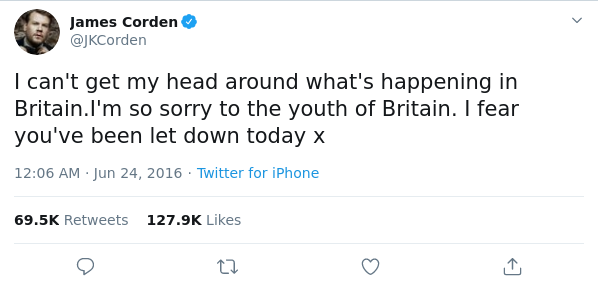 James Corden
@JKCorden
I can't get my head around what's happening in
Britain.I'm so sorry to the youth of Britain. I fear
you've been let down today x
12:06 AM · Jun 24, 2016 · Twitter for iPhone
69.5K Retweets 127.9K Likes